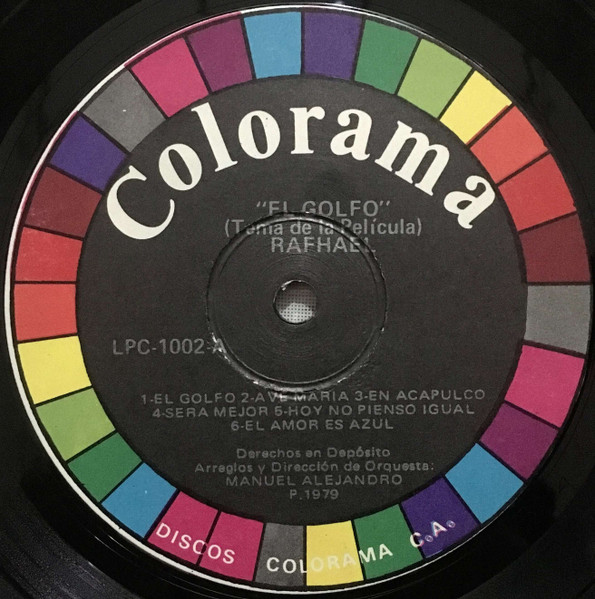 Colorama
"EL GOLFO"
(Tema de la Película)
RAFHAEL
LPC-1002-A
1-EL GOLFO 2-AVE MARIA 3-EN ACAPULCO
4-SERA MEJOR 5-HOY NO PIENSO IGUAL
6-EL AMOR ES AZUL
Derechos en Depósito
Arreglos y Dirección de Orquesta:
MANUEL ALEJANDRO
P.1979
DISCOS COLORAMA C.A.